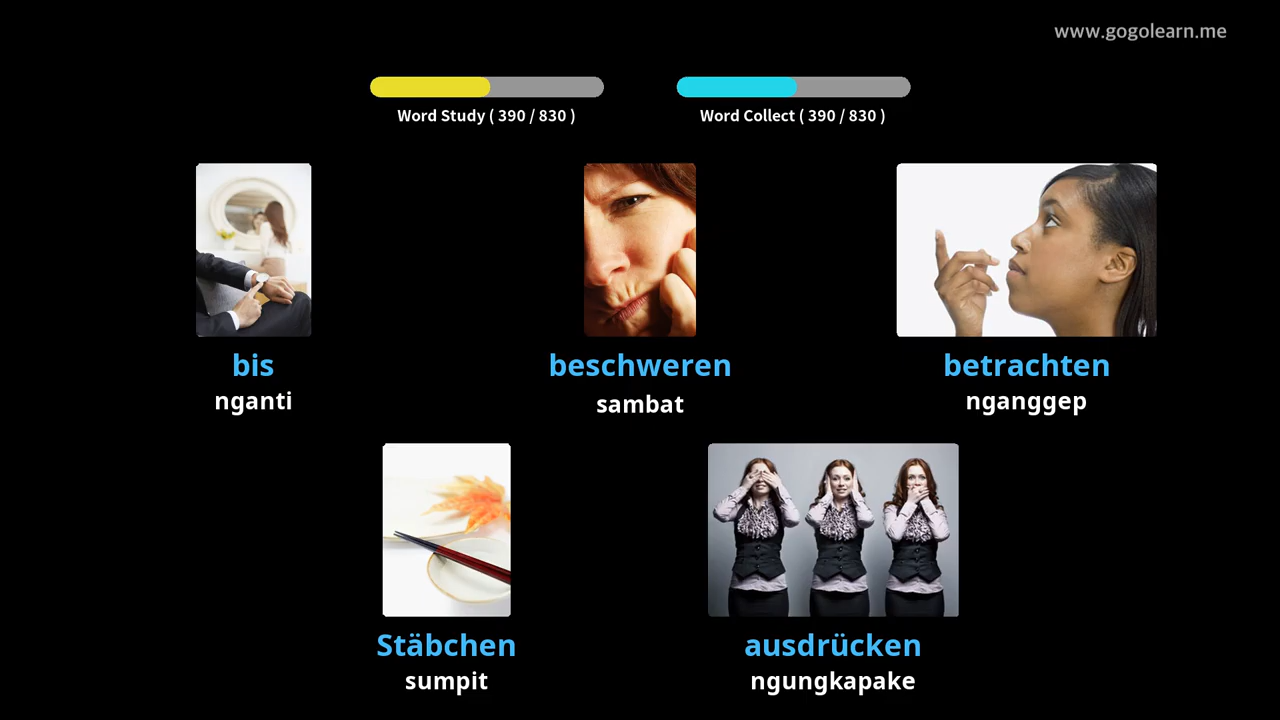 www.gogolearn.me
Word Study ( 390 / 830 )
Word Collect ( 390 / 830 )
bis
nganti
beschweren
sambat
betrachten
nganggep
Stäbchen
sumpit
ausdrücken
ngungkapake